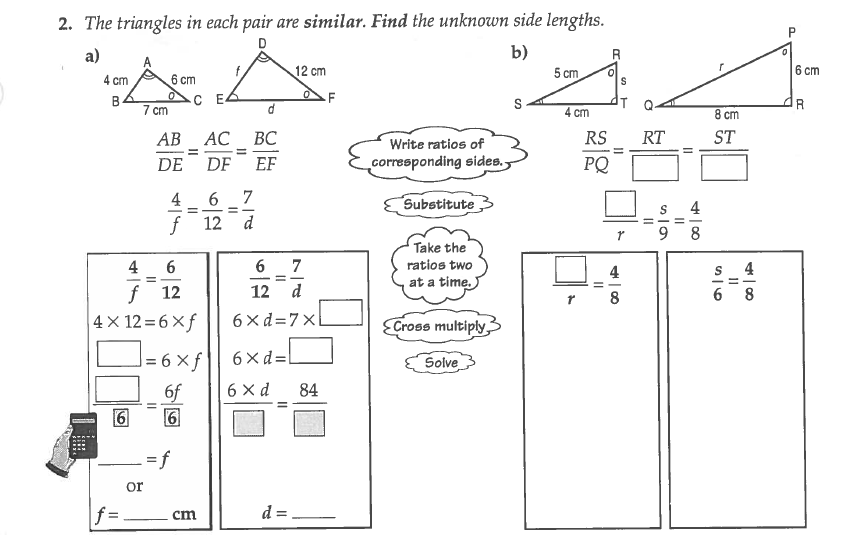 2. The triangles in each pair are similar. Find the unknown side lengths.
a)
A
4 cm
6 cm
B
C
7 cm
D
f
12 cm
E
F
d
b)
R
5 cm
s
S
T
4 cm
P
r
6 cm
Q
R
8 cm
AB/DE = AC/DF = BC/EF
Write ratios of
corresponding sides.
RS/PQ = RT/□ = ST/□
4/f = 6/12 = 7/d
Substitute
□/r = s/9 = 4/8
Take the
ratios two
at a time.
Cross multiply
Solve
4/f = 6/12
4 × 12 = 6 × f
□ = 6 × f
□/6 = 6f/6
____ = f
or
f = ____ cm
6/12 = 7/d
6 × d = 7 × □
6 × d = □
6 × d/□ = 84/□
d = ____
□/r = 4/8
s/6 = 4/8